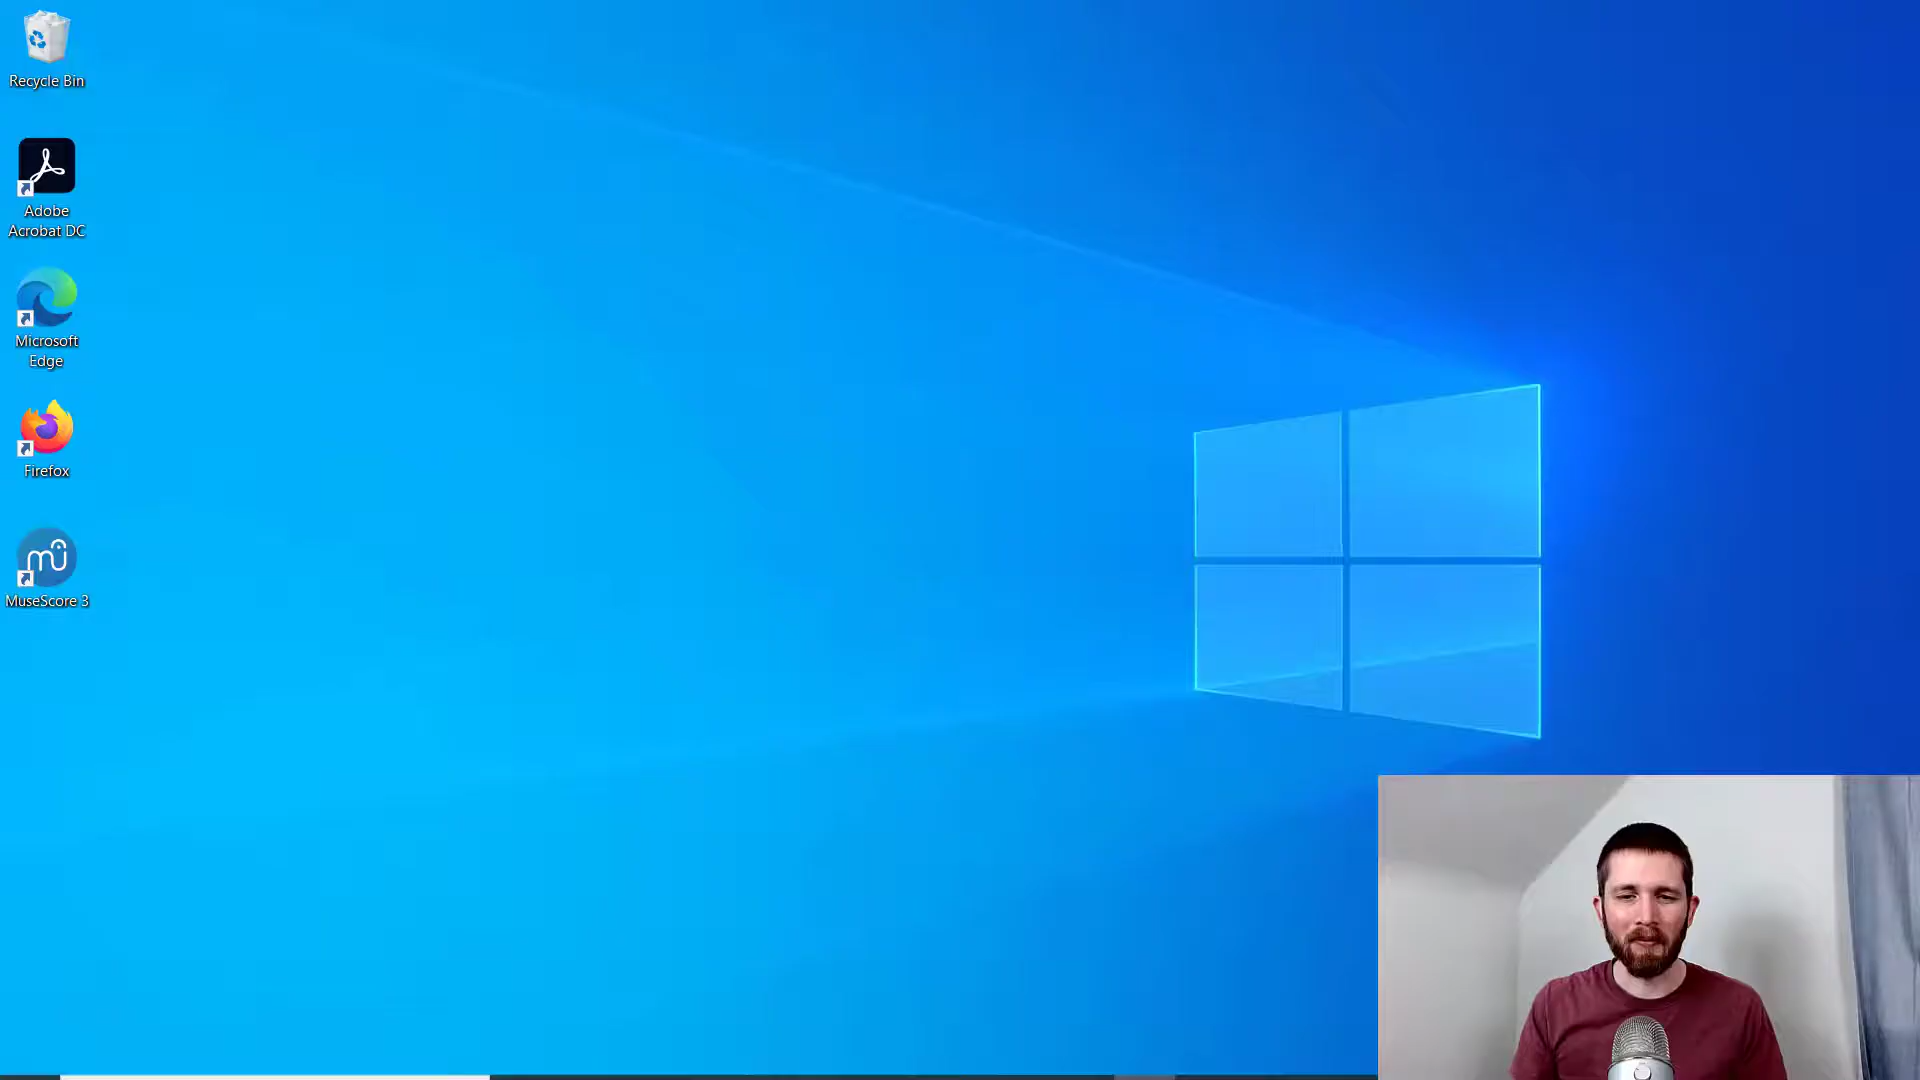 Recycle Bin
Adobe
Acrobat DC
Microsoft
Edge
Firefox
MuseScore 3